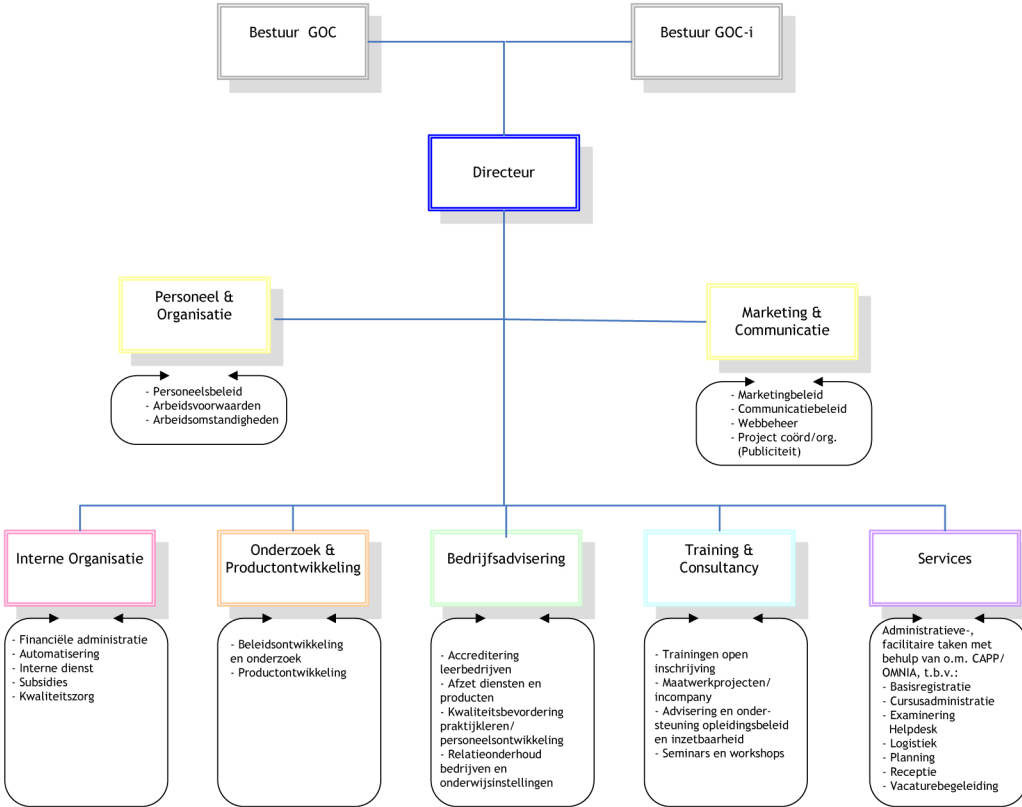 Bestuur GOC
Bestuur GOC-i
Directeur
Personeel &
Organisatie
- Personeelsbeleid
- Arbeidsvoorwaarden
- Arbeidsomstandigheden
Marketing &
Communicatie
- Marketingbeleid
- Communicatiebeleid
- Webbeheer
- Project coörd/org.
(Publiciteit)
Interne Organisatie
- Financiële administratie
- Automatisering
- Interne dienst
- Subsidies
- Kwaliteitszorg
Onderzoek &
Productontwikkeling
- Beleidsontwikkeling
en onderzoek
- Productontwikkeling
Bedrijfsadvisering
- Accreditering
leerbedrijven
- Afzet diensten en
producten
- Kwaliteitsbevordering
praktijkleren/
personeelsontwikkeling
- Relatieonderhoud
bedrijven en
onderwijsinstellingen
Training &
Consultancy
- Trainingen open
inschrijving
- Maatwerkprojecten/
incompany
- Advisering en onder-
steuning opleidingsbeleid
en inzetbaarheid
- Seminars en workshops
Services
Administratieve-,
facilitaire taken met
behulp van o.m. CAPP/
OMNIA, t.b.v.:
- Basisregistratie
- Cursusadministratie
- Examinering
Helpdesk
- Logistiek
- Planning
- Receptie
- Vacaturebegeleiding